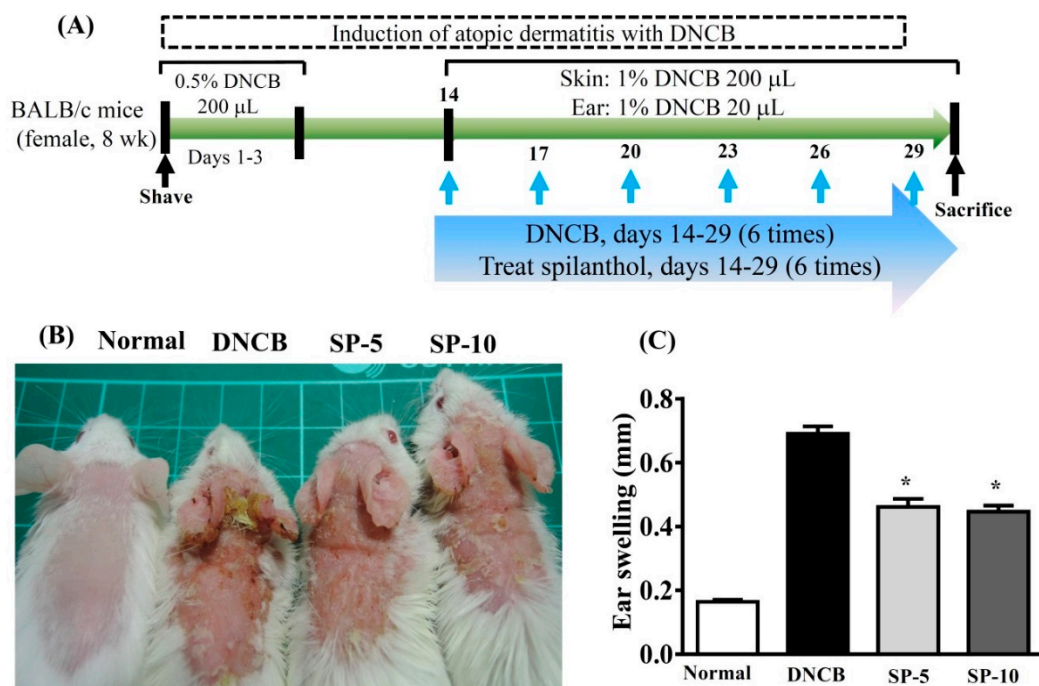 (A)
Induction of atopic dermatitis with DNCB
0.5% DNCB
200 μL
Days 1-3
BALB/c mice
(female, 8 wk)
Shave
14
Skin: 1% DNCB 200 μL
Ear: 1% DNCB 20 μL
17
20
23
26
29
Sacrifice
DNCB, days 14-29 (6 times)
Treat spilanthol, days 14-29 (6 times)
(B) Normal DNCB SP-5 SP-10
(C)
Ear swelling (mm)
0.8
0.6
0.4
0.2
0.0
*
*
Normal DNCB SP-5 SP-10